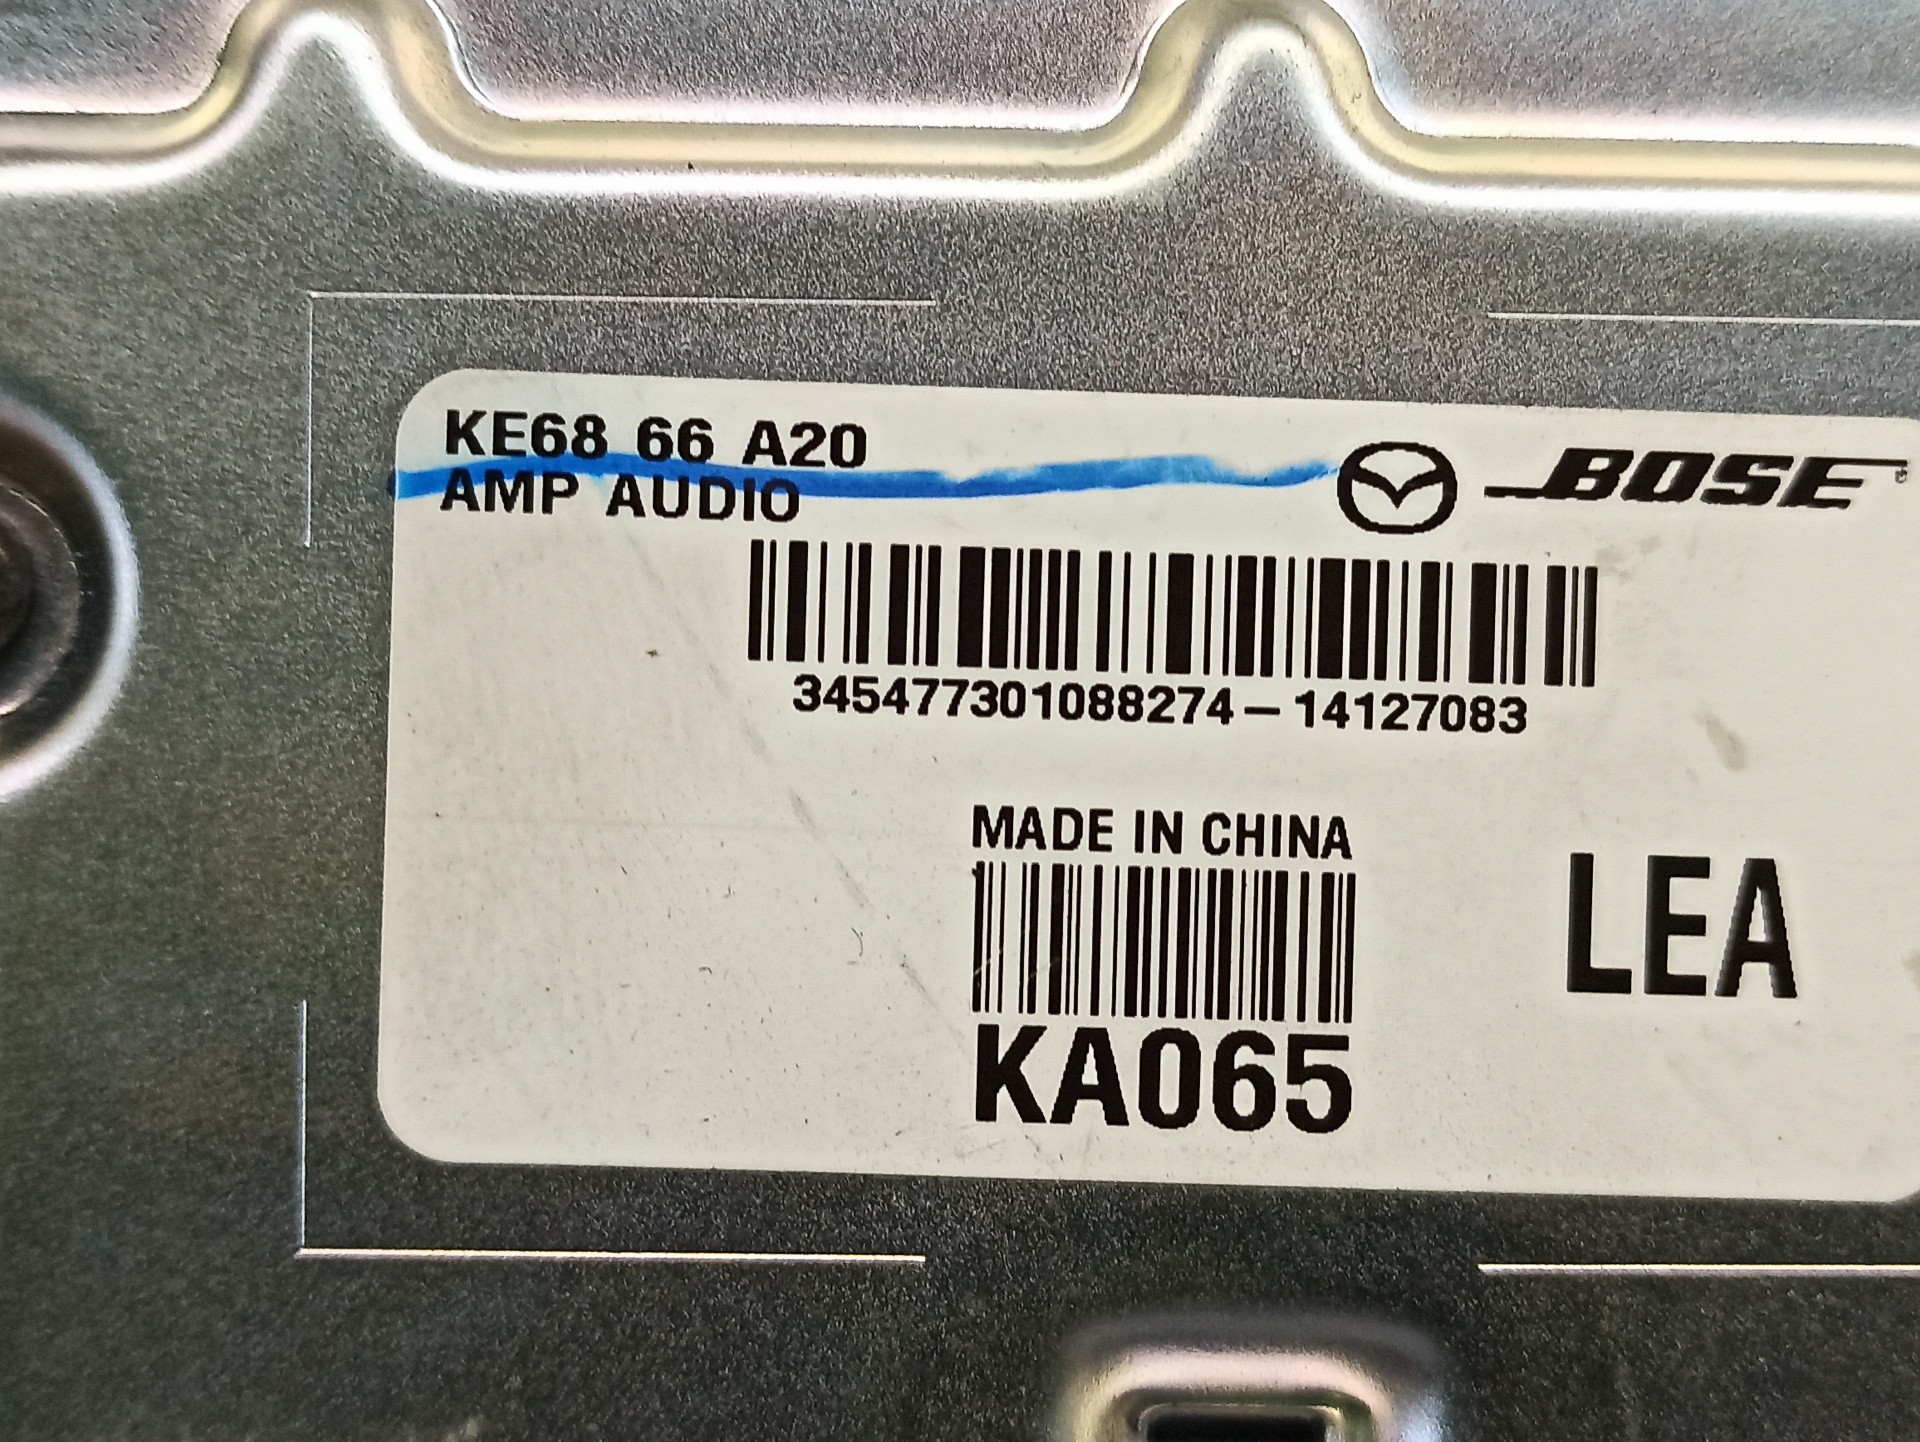 KE68 66 A20
AMP AUDIO
BOSE
345477301088274-14127083
MADE IN CHINA
KA065
LEA